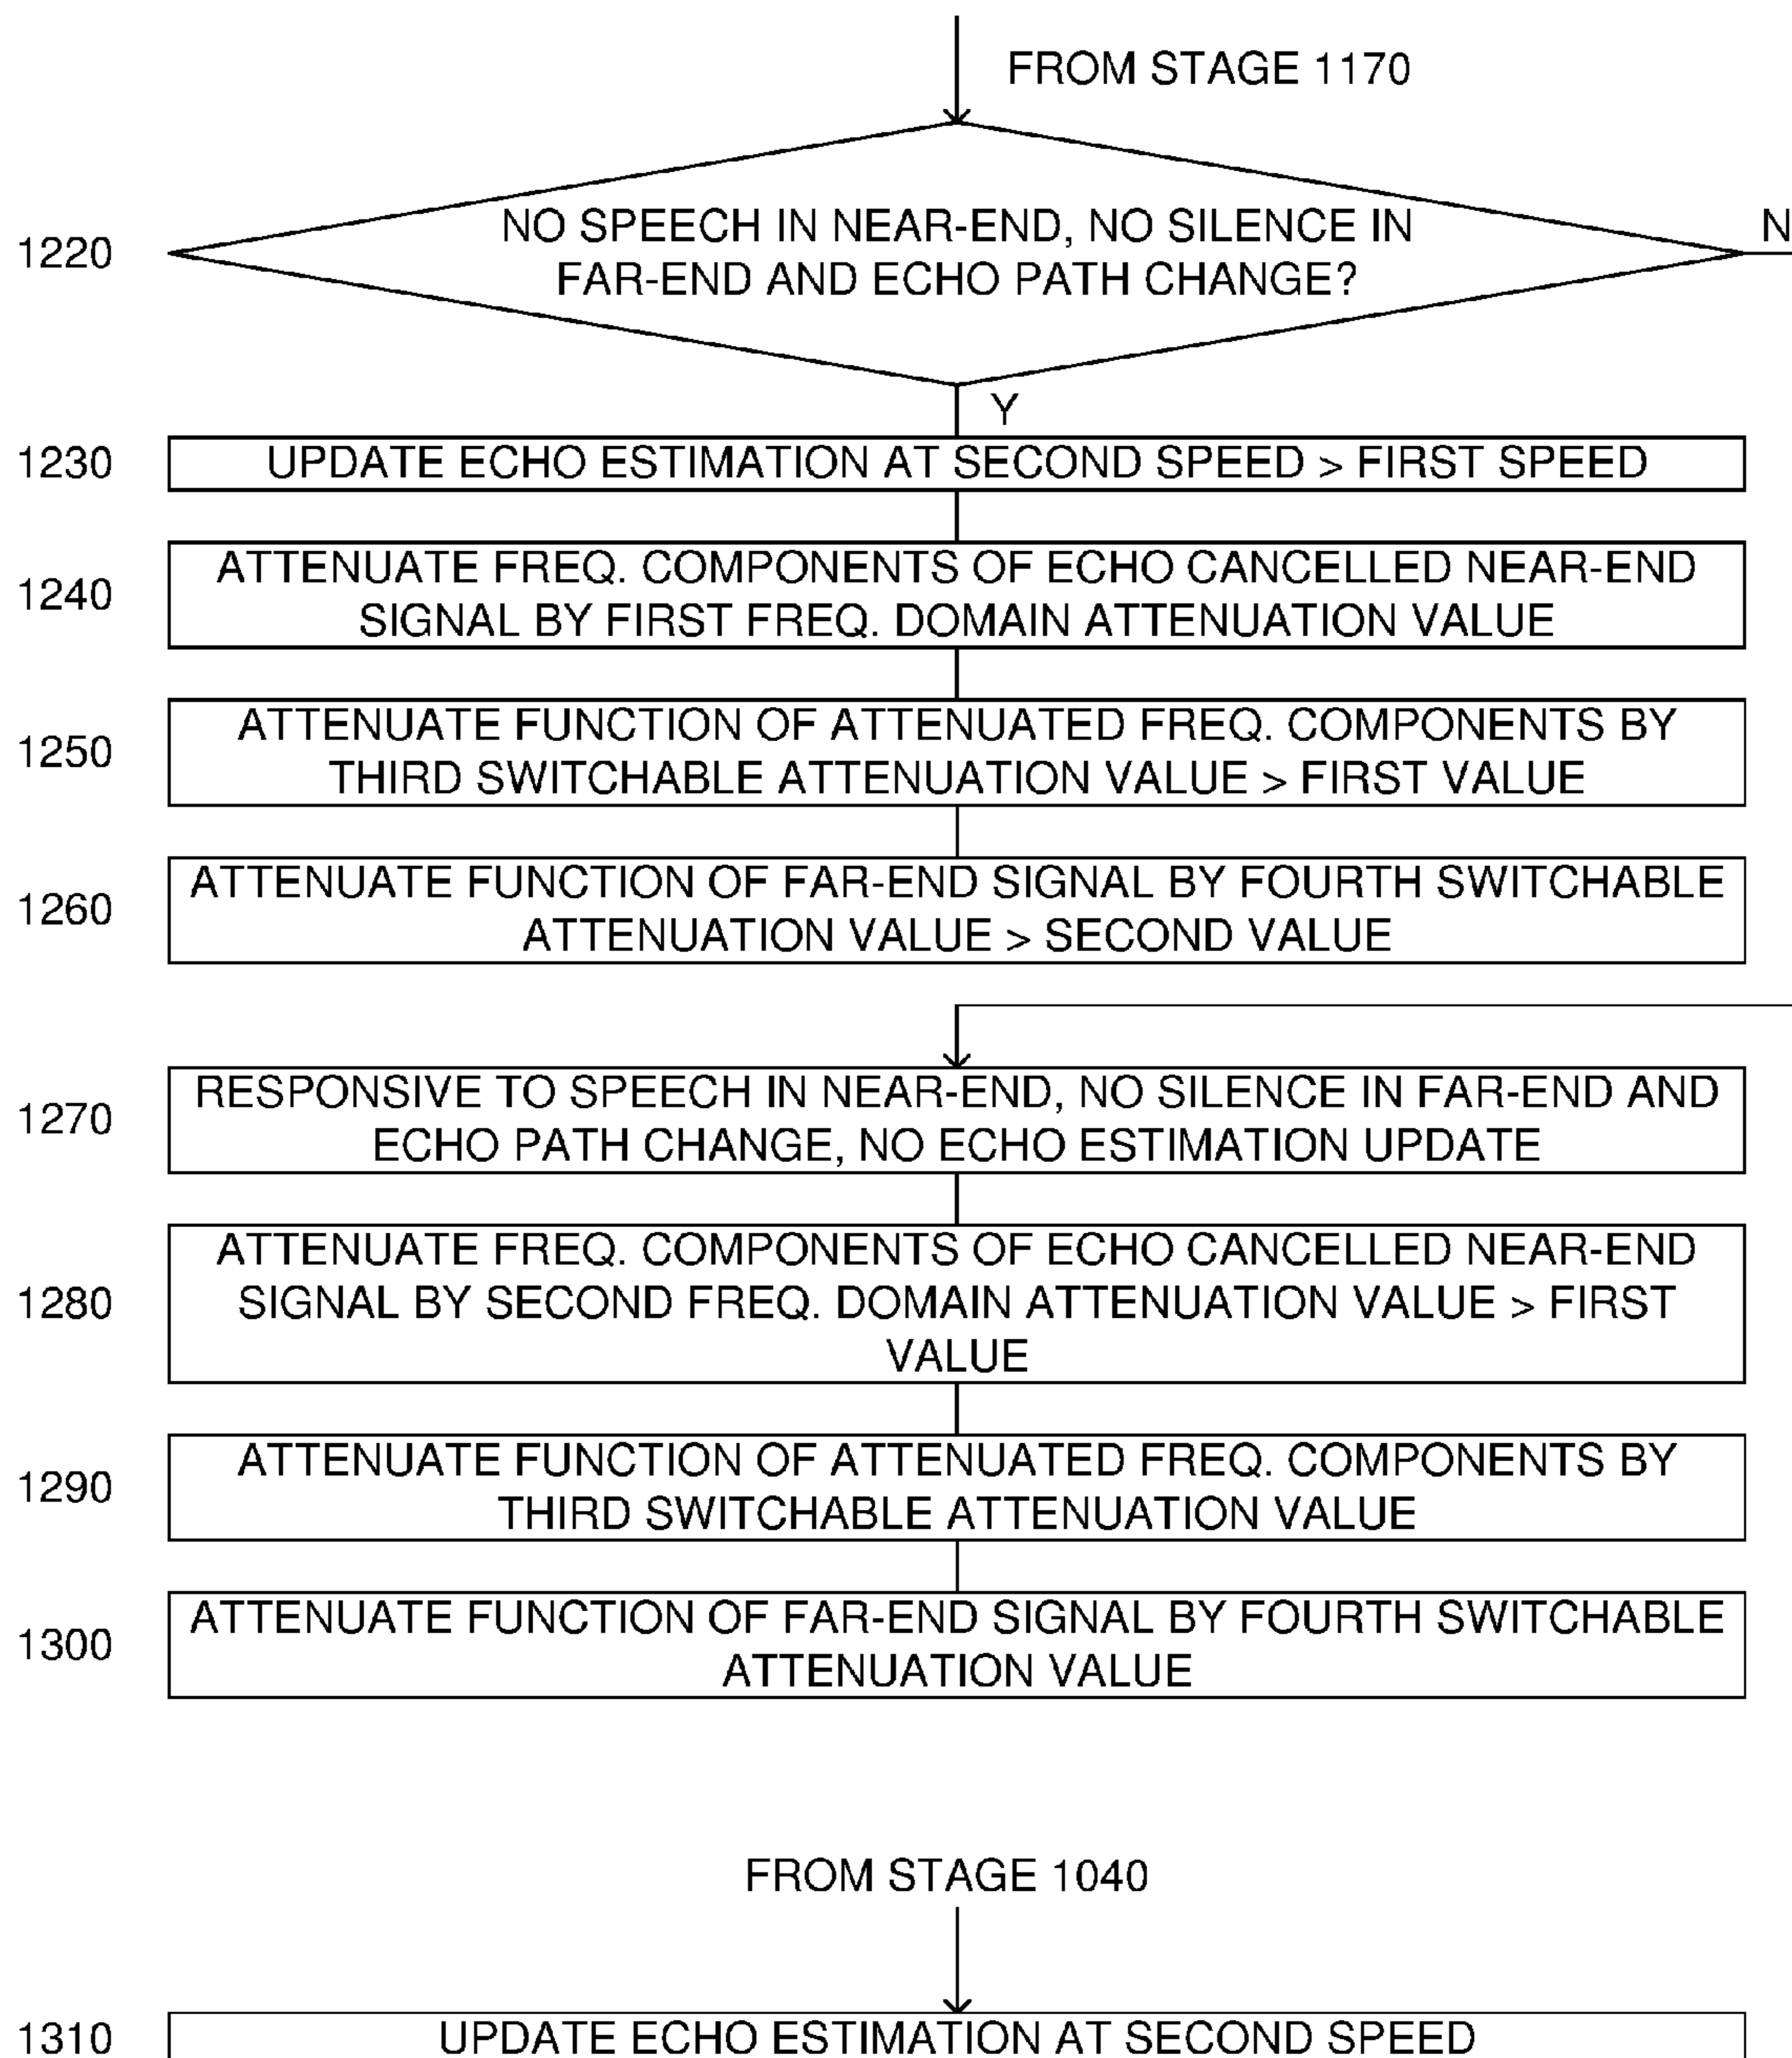 FROM STAGE 1170
1220
NO SPEECH IN NEAR-END, NO SILENCE IN
FAR-END AND ECHO PATH CHANGE?
N
Y
1230
UPDATE ECHO ESTIMATION AT SECOND SPEED > FIRST SPEED
1240
ATTENUATE FREQ. COMPONENTS OF ECHO CANCELLED NEAR-END
SIGNAL BY FIRST FREQ. DOMAIN ATTENUATION VALUE
1250
ATTENUATE FUNCTION OF ATTENUATED FREQ. COMPONENTS BY
THIRD SWITCHABLE ATTENUATION VALUE > FIRST VALUE
1260
ATTENUATE FUNCTION OF FAR-END SIGNAL BY FOURTH SWITCHABLE
ATTENUATION VALUE > SECOND VALUE
1270
RESPONSIVE TO SPEECH IN NEAR-END, NO SILENCE IN FAR-END AND
ECHO PATH CHANGE, NO ECHO ESTIMATION UPDATE
1280
ATTENUATE FREQ. COMPONENTS OF ECHO CANCELLED NEAR-END
SIGNAL BY SECOND FREQ. DOMAIN ATTENUATION VALUE > FIRST
VALUE
1290
ATTENUATE FUNCTION OF ATTENUATED FREQ. COMPONENTS BY
THIRD SWITCHABLE ATTENUATION VALUE
1300
ATTENUATE FUNCTION OF FAR-END SIGNAL BY FOURTH SWITCHABLE
ATTENUATION VALUE
FROM STAGE 1040
1310
UPDATE ECHO ESTIMATION AT SECOND SPEED